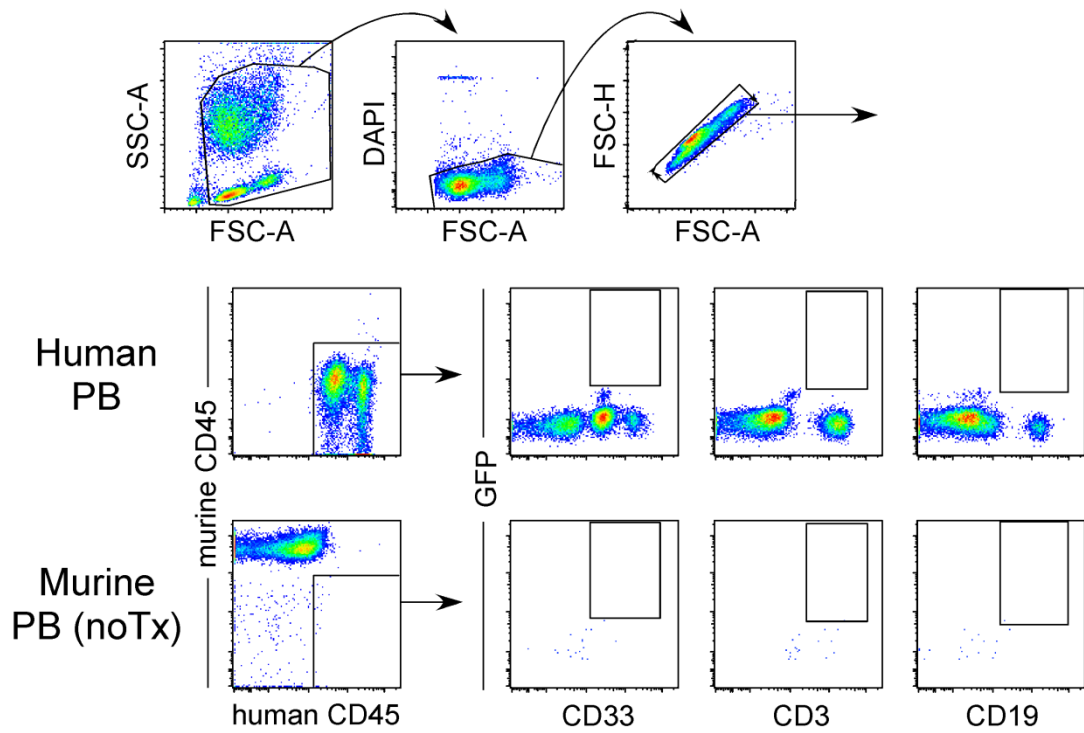 SSC-A
FSC-A
DAPI
FSC-A
FSC-H
FSC-A
Human
PB
murine CD45
GFP
Murine
PB (noTx)
human CD45
CD33
CD3
CD19